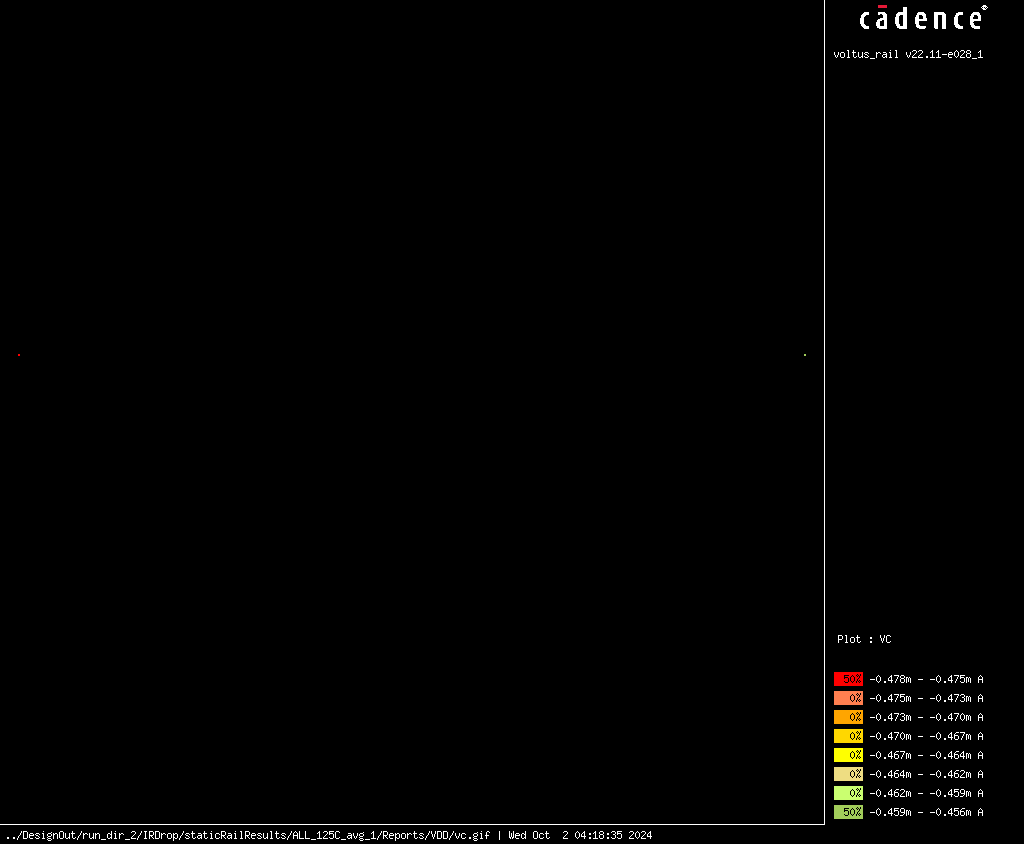 cādence®
voltus_rail v22.11-e028_1
Plot : VC
50% -0.478m - -0.475m A
0% -0.475m - -0.473m A
0% -0.473m - -0.470m A
0% -0.470m - -0.467m A
0% -0.467m - -0.464m A
0% -0.464m - -0.462m A
0% -0.462m - -0.459m A
50% -0.459m - -0.456m A
../DesignOut/run_dir_2/IRDrop/staticRailResults/ALL_125C_avg_1/Reports/VDD/vc.gif | Wed Oct  2 04:18:35 2024